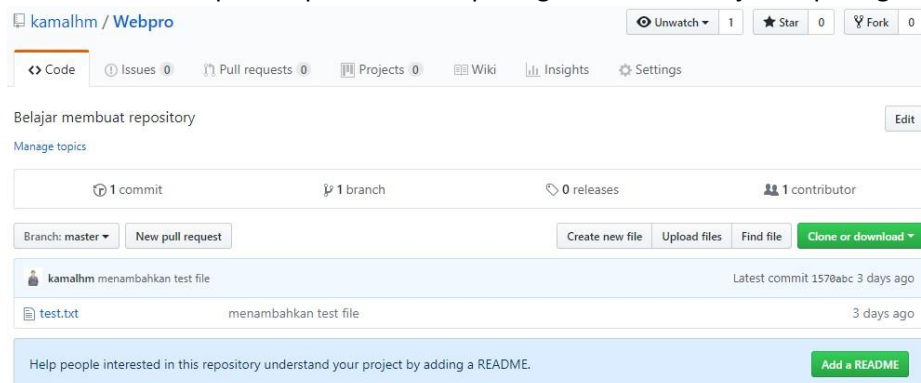 kamalhm / Webpro Unwatch 1 Star 0 Fork 0
Code Issues 0 Pull requests 0 Projects 0 Wiki Insights Settings
Belajar membuat repository Edit
Manage topics
1 commit 1 branch 0 releases 1 contributor
Branch: master New pull request Create new file Upload files Find file Clone or download
kamalhm menambahkan test file Latest commit 1570abc 3 days ago
test.txt menambahkan test file 3 days ago
Help people interested in this repository understand your project by adding a README. Add a README